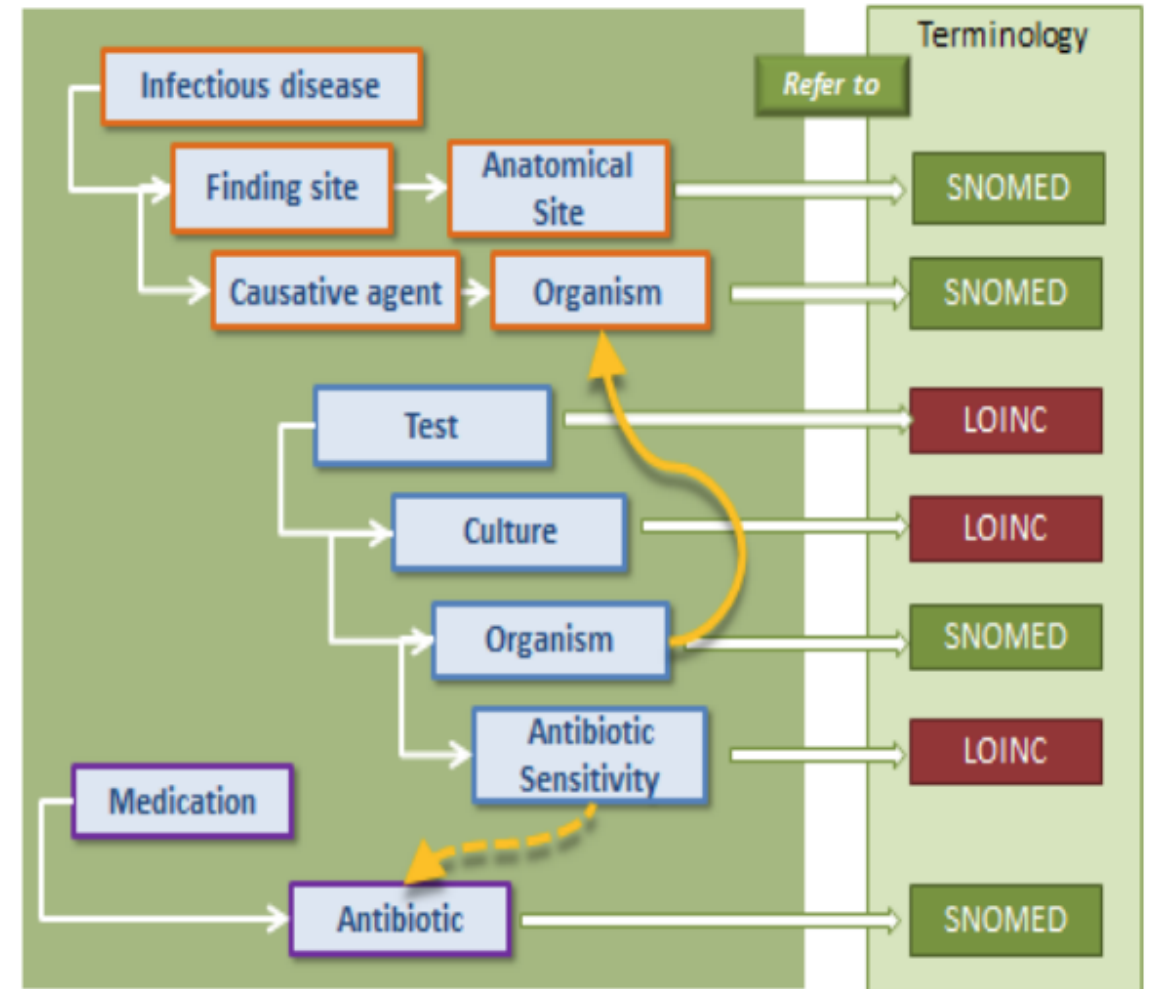 Terminology
Infectious disease
Refer to
Finding site
Anatomical
Site
SNOMED
Causative agent
Organism
SNOMED
Test
LOINC
Culture
LOINC
Organism
SNOMED
Antibiotic
Sensitivity
LOINC
Medication
Antibiotic
SNOMED